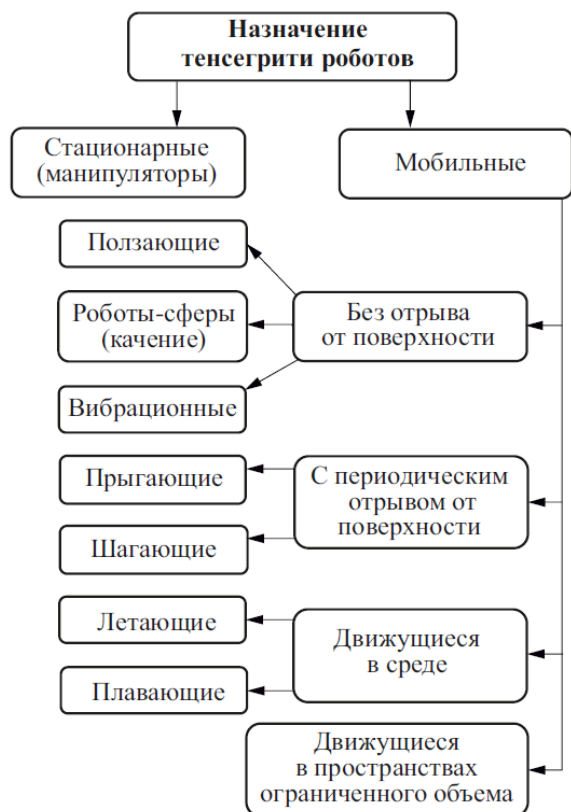 Назначение
тенсегрити роботов
Стационарные
(манипуляторы)
Мобильные
Ползающие
Роботы-сферы
(качение)
Вибрационные
Без отрыва
от поверхности
Прыгающие
Шагающие
С периодическим
отрывом от
поверхности
Летающие
Плавающие
Движущиеся
в среде
Движущиеся
в пространствах
ограниченного объема